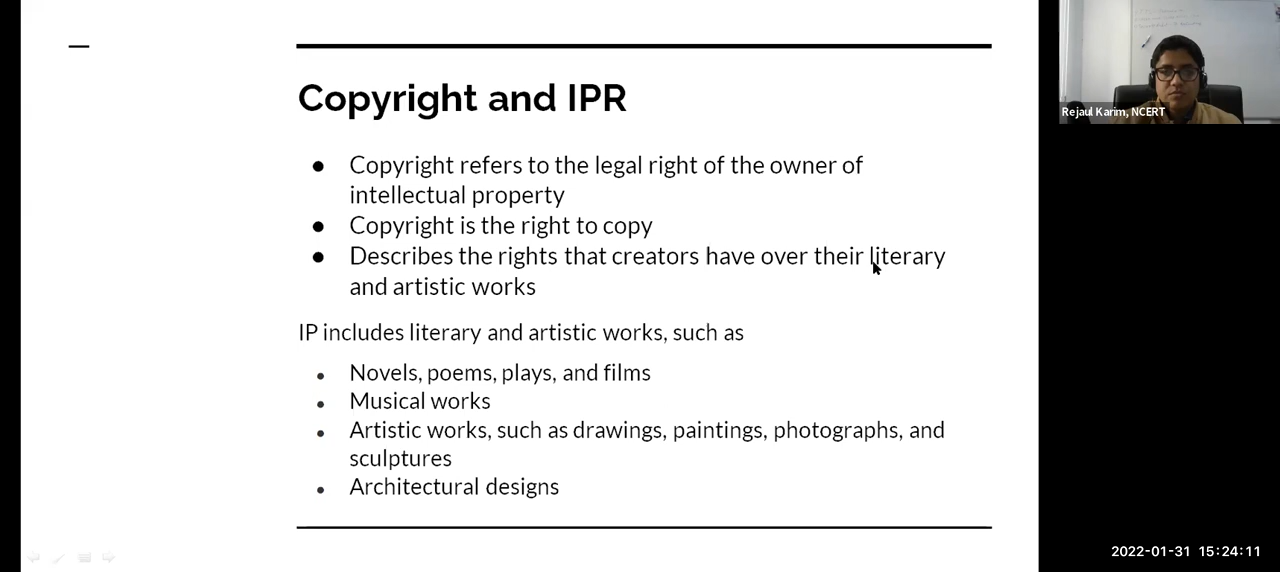 Copyright and IPR
● Copyright refers to the legal right of the owner of
intellectual property
● Copyright is the right to copy
● Describes the rights that creators have over their literary
and artistic works
IP includes literary and artistic works, such as
● Novels, poems, plays, and films
● Musical works
● Artistic works, such as drawings, paintings, photographs, and
sculptures
● Architectural designs
Rejaul Karim, NCERT
2022-01-31 15:24:11